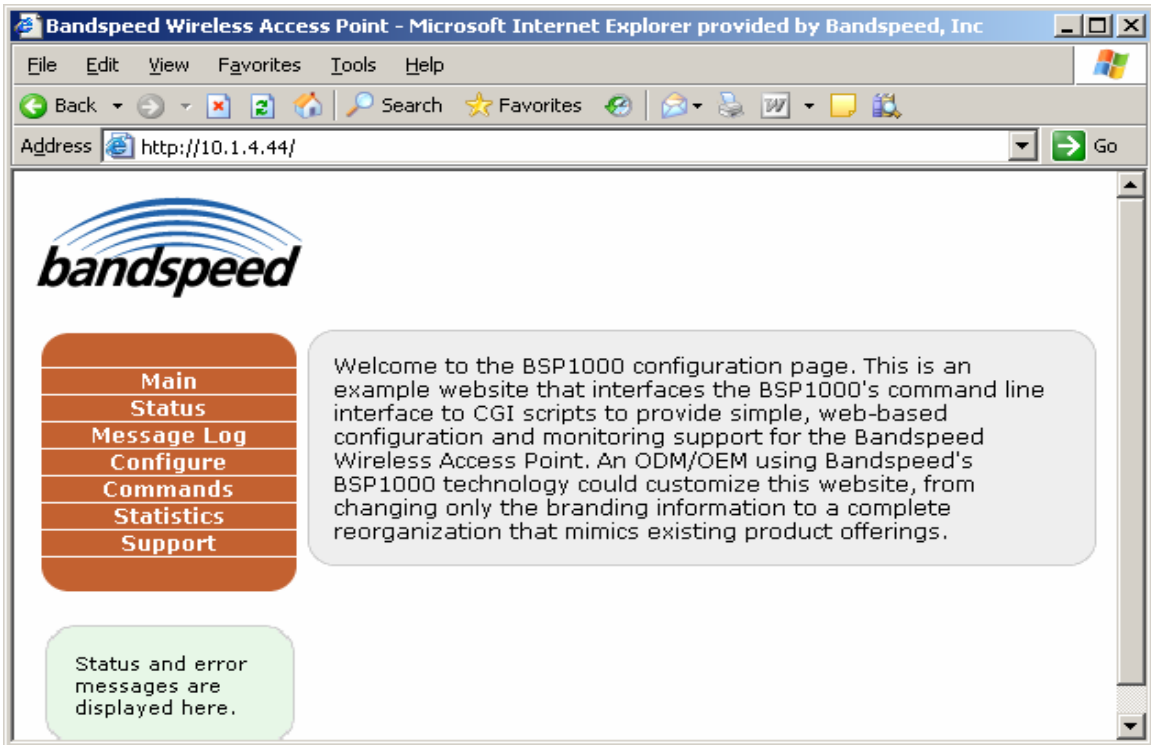 Bandspeed Wireless Access Point - Microsoft Internet Explorer provided by Bandspeed, Inc
File Edit View Favorites Tools Help
Back Search Favorites W
Address http://10.1.4.44/ Go
bandspeed
Main
Status
Message Log
Configure
Commands
Statistics
Support
Welcome to the BSP1000 configuration page. This is an
example website that interfaces the BSP1000's command line
interface to CGI scripts to provide simple, web-based
configuration and monitoring support for the Bandspeed
Wireless Access Point. An ODM/OEM using Bandspeed's
BSP1000 technology could customize this website, from
changing only the branding information to a complete
reorganization that mimics existing product offerings.
Status and error
messages are
displayed here.